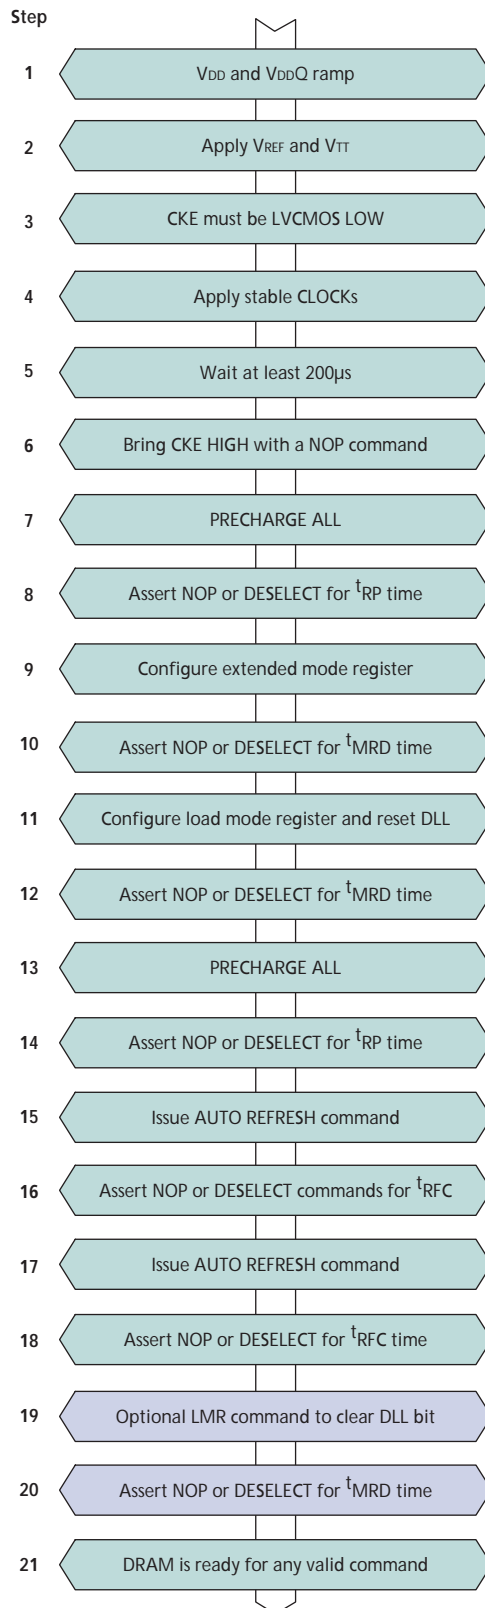 Step
1 VDD and VDDQ ramp
2 Apply VREF and VTT
3 CKE must be LVCMOS LOW
4 Apply stable CLOCKs
5 Wait at least 200µs
6 Bring CKE HIGH with a NOP command
7 PRECHARGE ALL
8 Assert NOP or DESELECT for tRP time
9 Configure extended mode register
10 Assert NOP or DESELECT for tMRD time
11 Configure load mode register and reset DLL
12 Assert NOP or DESELECT for tMRD time
13 PRECHARGE ALL
14 Assert NOP or DESELECT for tRP time
15 Issue AUTO REFRESH command
16 Assert NOP or DESELECT commands for tRFC
17 Issue AUTO REFRESH command
18 Assert NOP or DESELECT for tRFC time
19 Optional LMR command to clear DLL bit
20 Assert NOP or DESELECT for tMRD time
21 DRAM is ready for any valid command